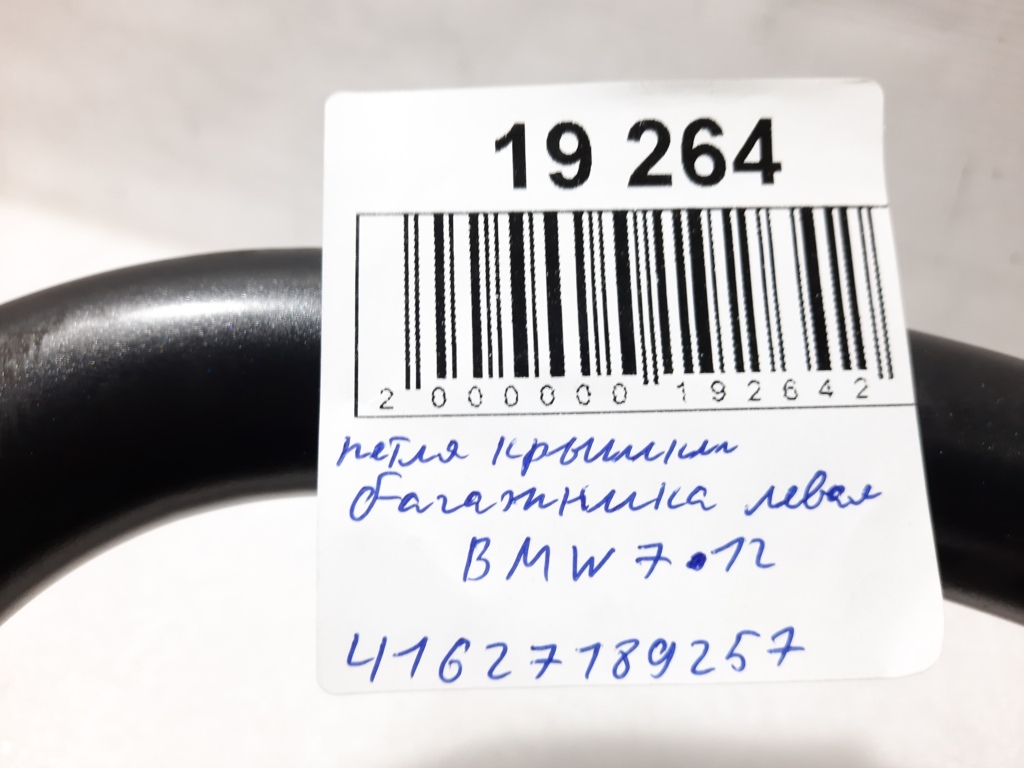 19 264
2 000000 192642
петля крышки
багажника левая
BMW 7•12
41627189257